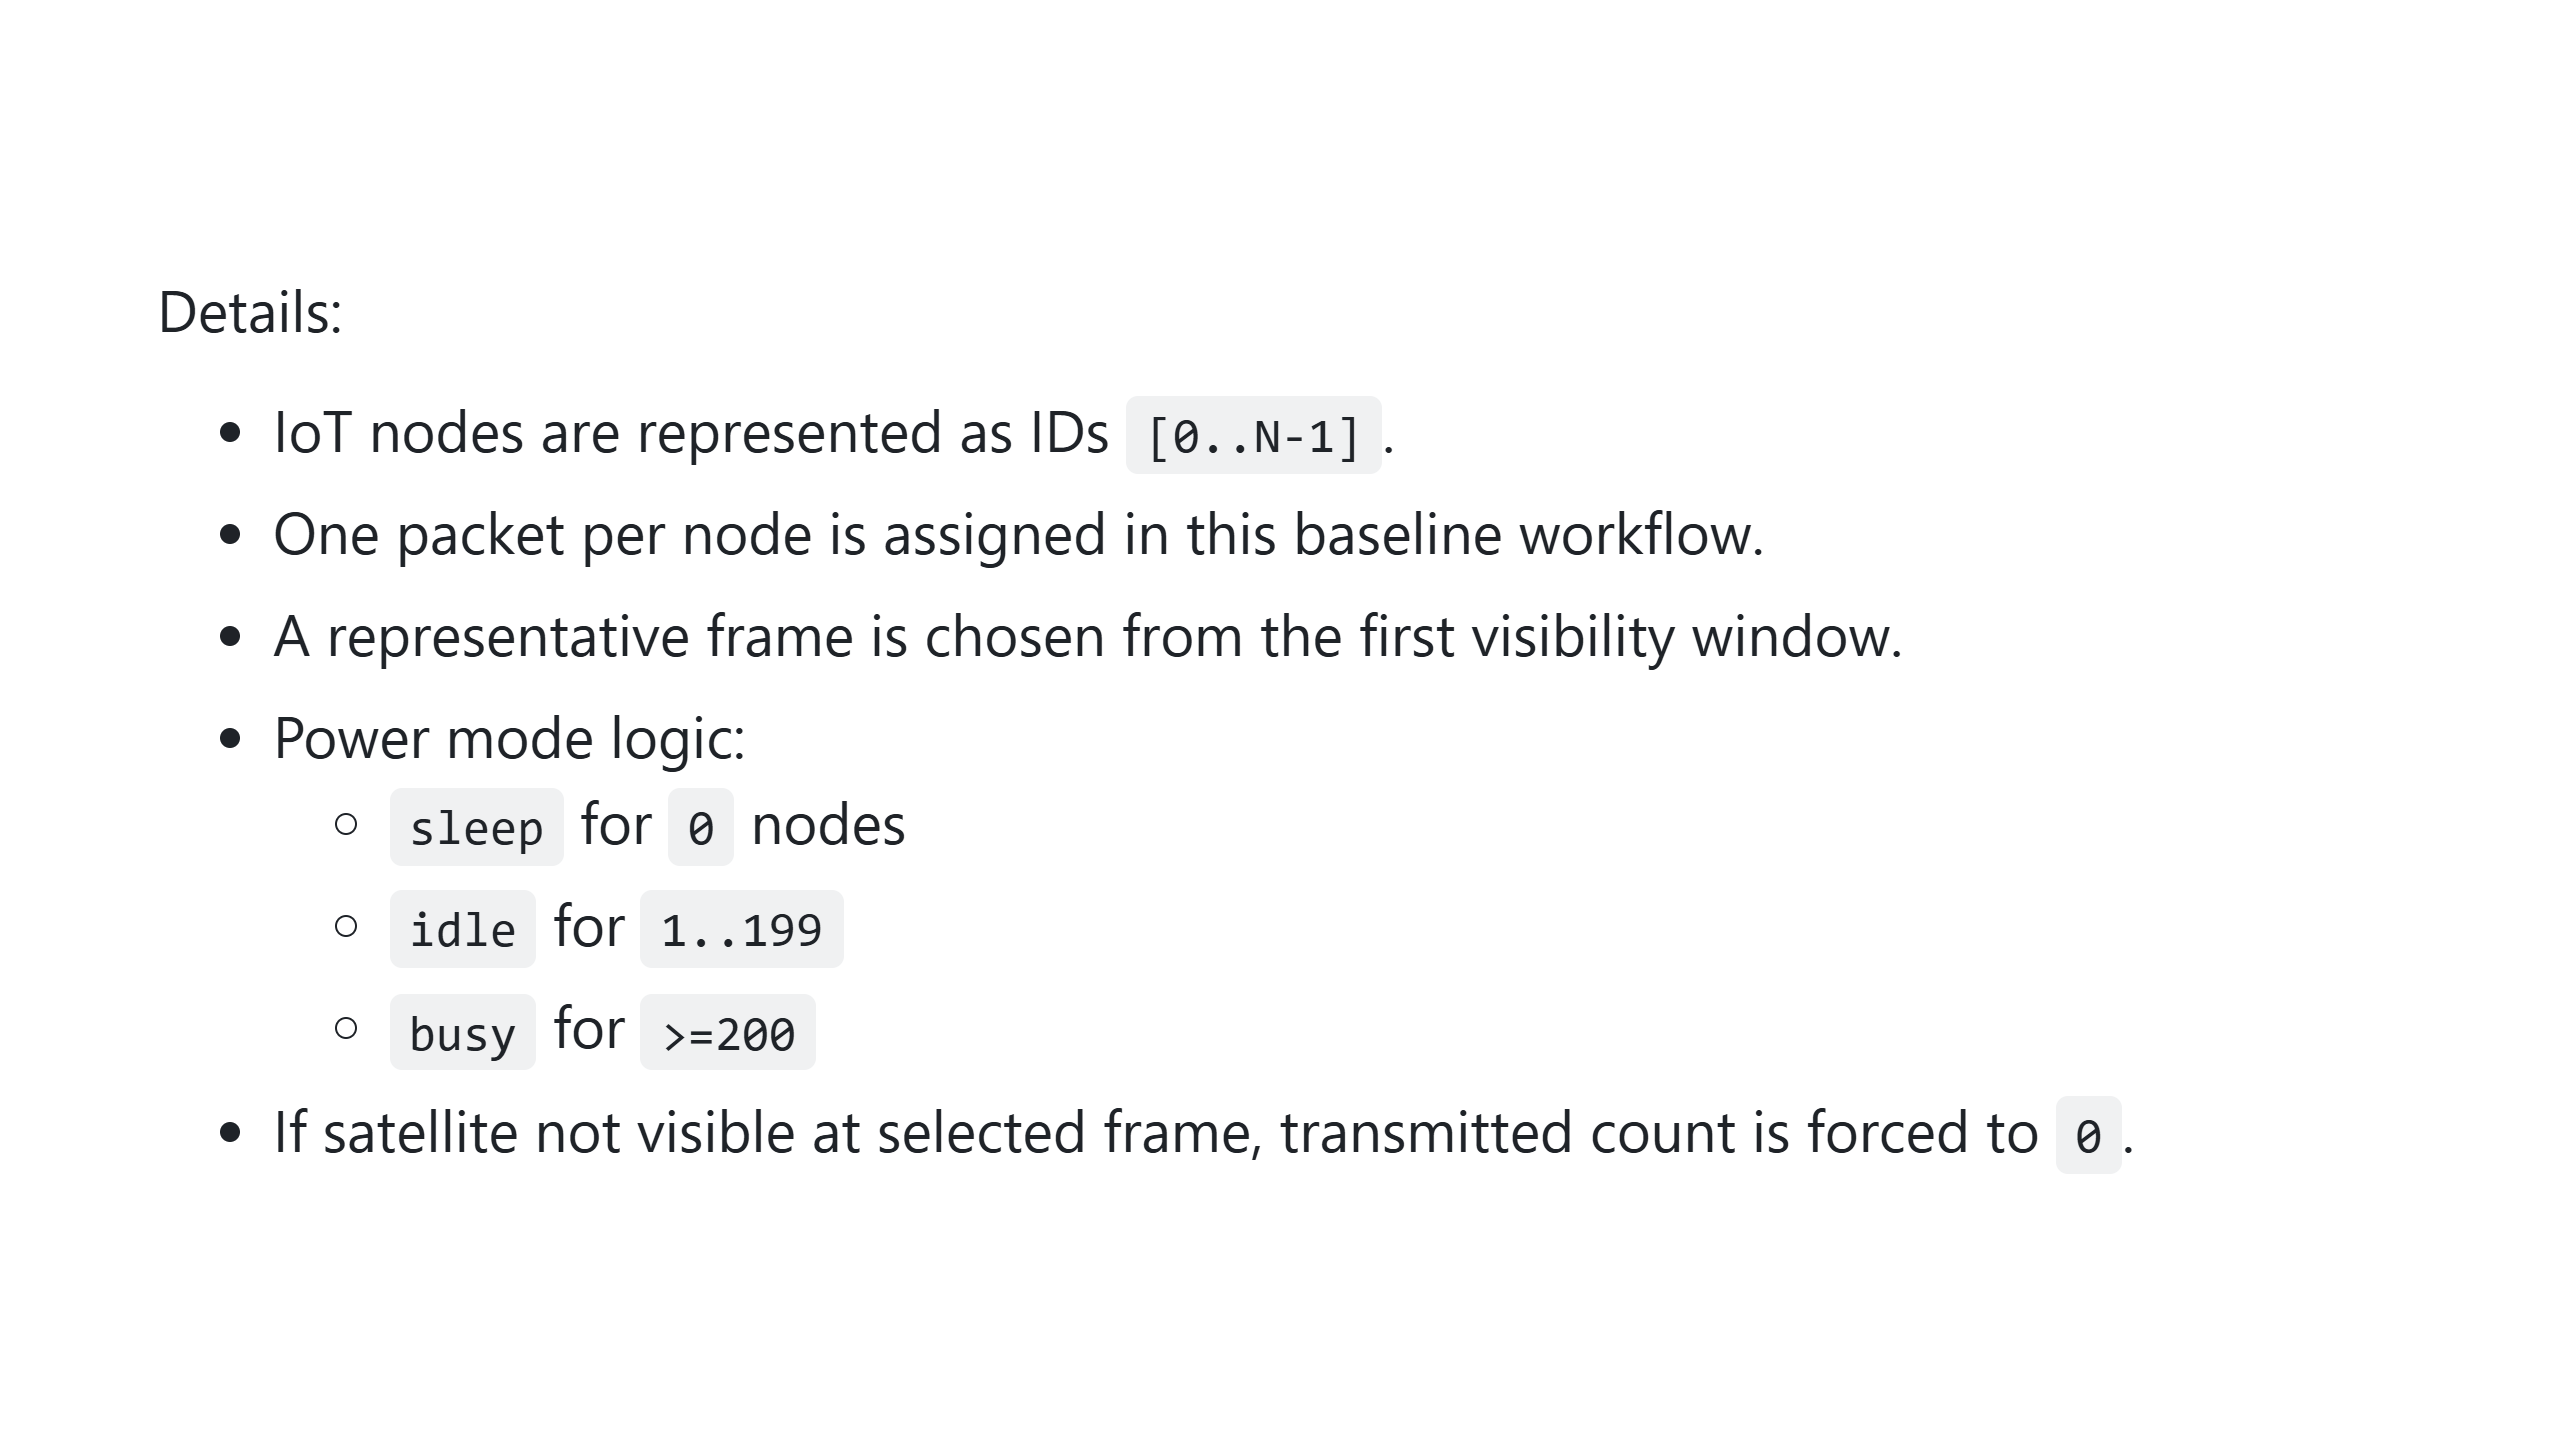 Details:
IoT nodes are represented as IDs [0..N-1].
One packet per node is assigned in this baseline workflow.
A representative frame is chosen from the first visibility window.
Power mode logic:
sleep for 0 nodes
idle for 1..199
busy for >=200
If satellite not visible at selected frame, transmitted count is forced to 0.